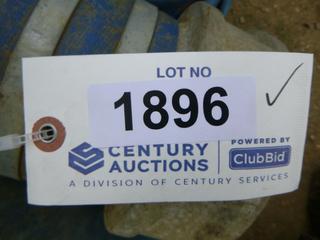 LOT NO
1896
CENTURY
AUCTIONS
POWERED BY
ClubBid
A DIVISION OF CENTURY SERVICES